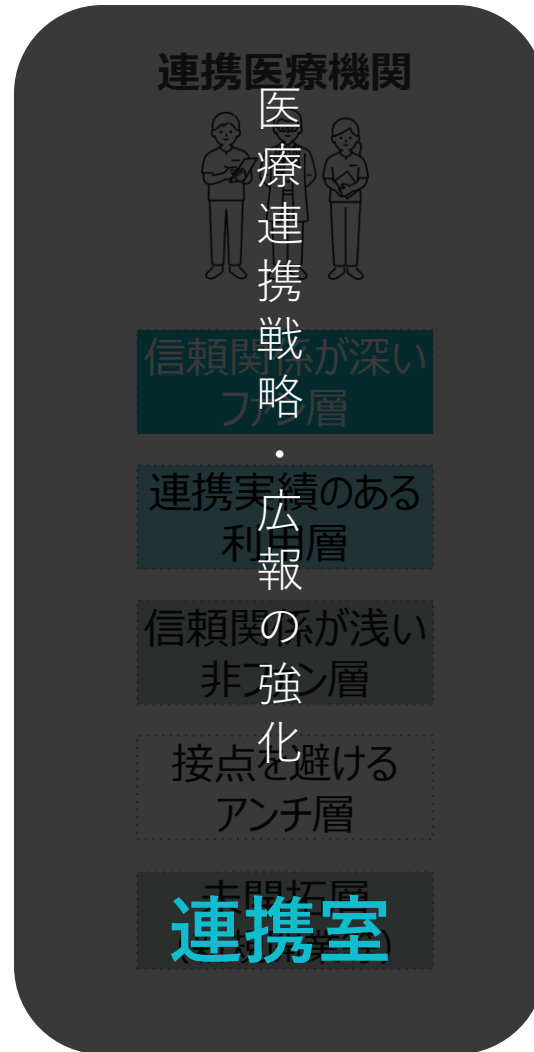 連携医療機関
医療連携戦略・広報の強化
信頼関係が深い
ファン層
連携実績のある
利用層
信頼関係が浅い
非ファン層
接点を避ける
アンチ層
未開拓層
連携室